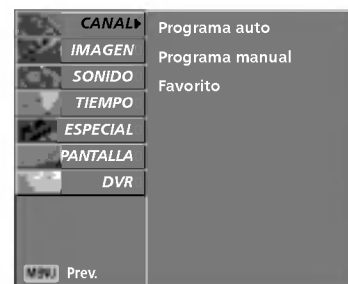 CANAL
IMAGEN
SONIDO
TIEMPO
ESPECIAL
PANTALLA
DVR
MENU Prev.
Programa auto
Programa manual
Favorito